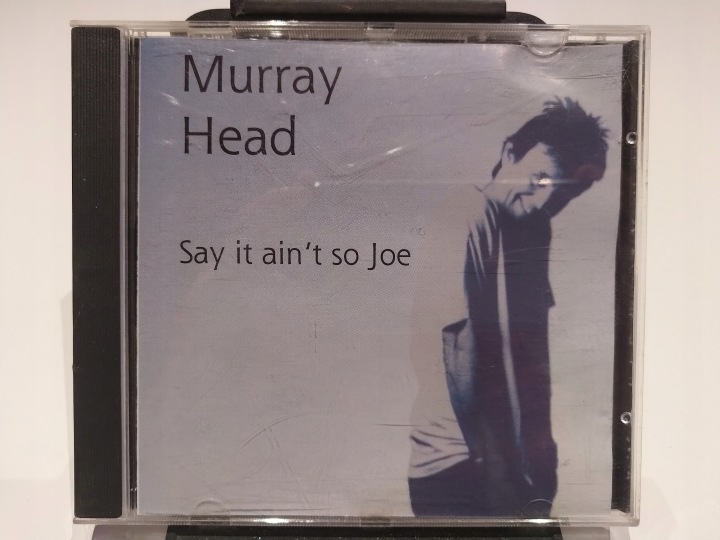 Murray
Head
Say it ain't so Joe